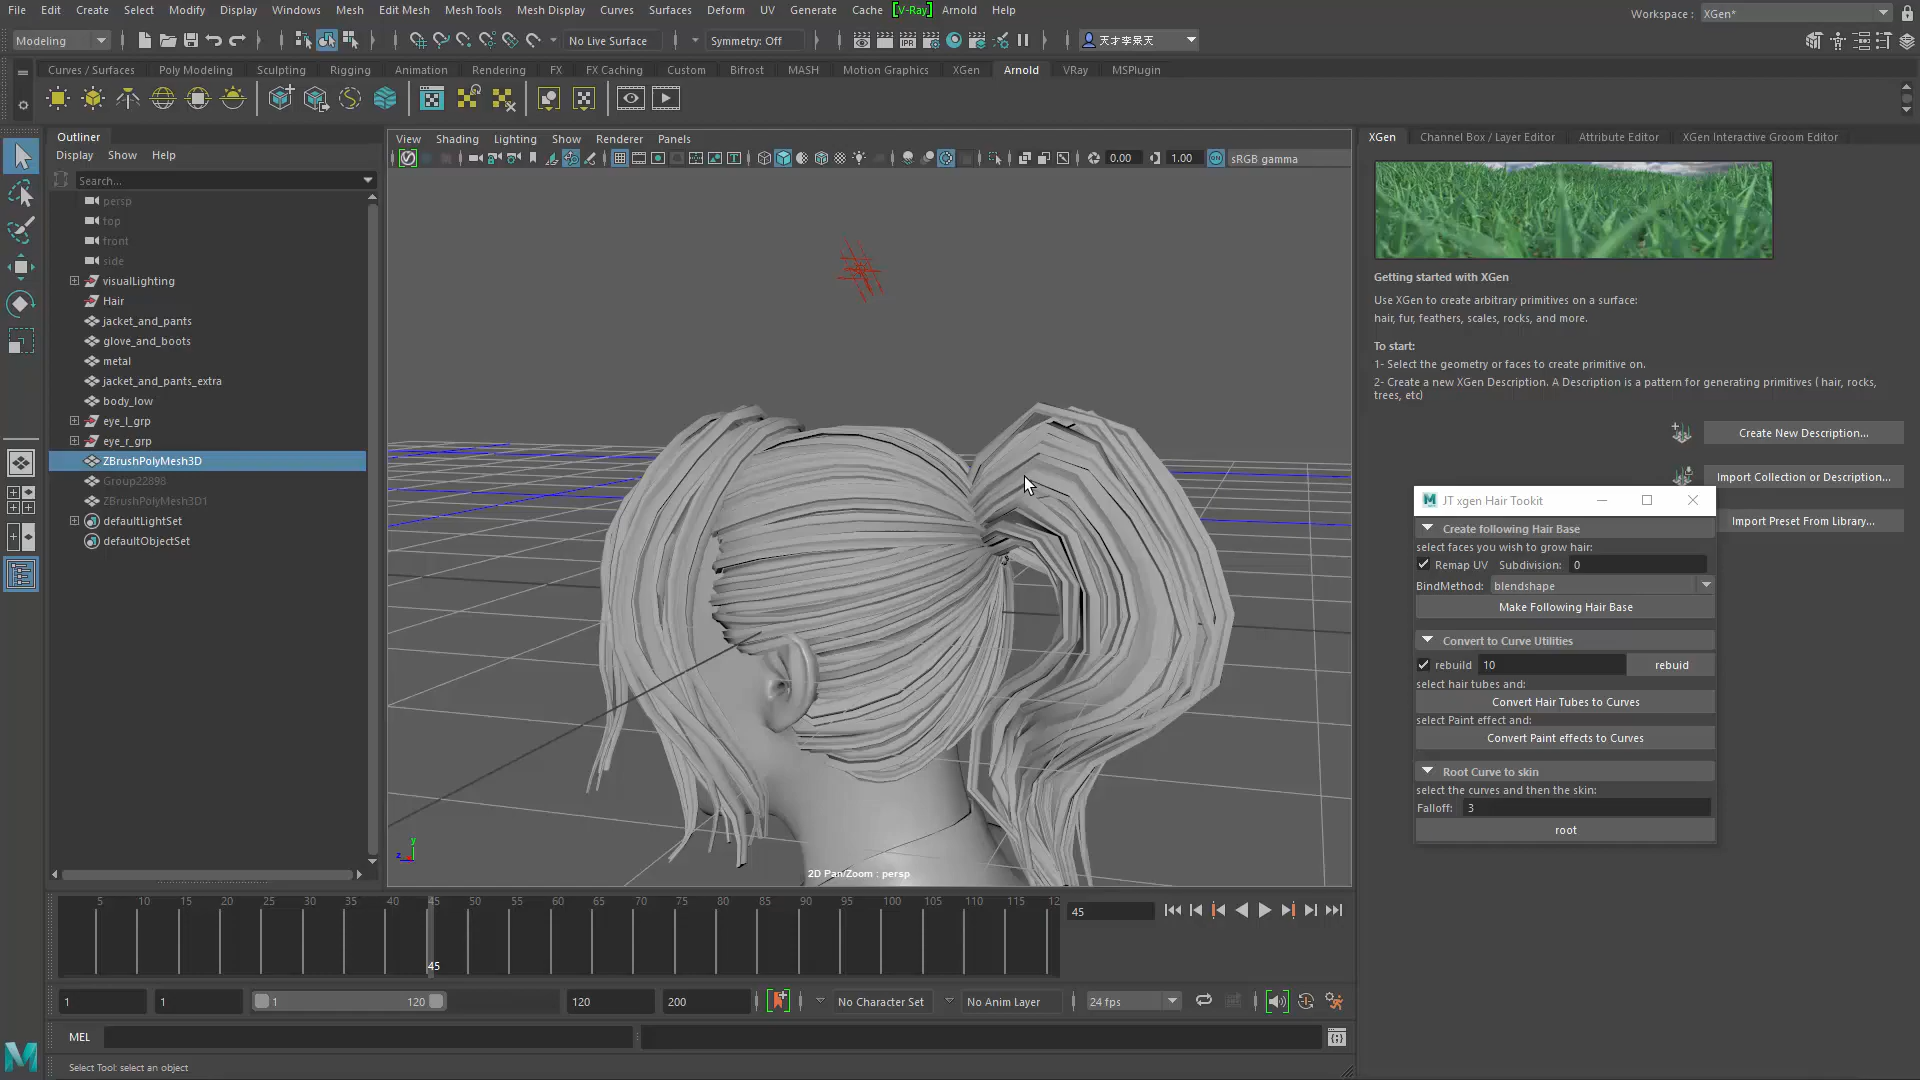 File Edit Create Select Modify Display Windows Mesh Edit Mesh Mesh Tools Mesh Display Curves Surfaces Deform UV Generate Cache [V-Ray] Arnold Help
Workspace : XGen*
Modeling No Live Surface Symmetry: Off IPR 天才李杲天
Curves / Surfaces Poly Modeling Sculpting Rigging Animation Rendering FX FX Caching Custom Bifrost MASH Motion Graphics XGen Arnold VRay MSPlugin
Outliner
Display Show Help
Search...
persp
top
front
side
visualLighting
Hair
jacket_and_pants
glove_and_boots
metal
jacket_and_pants_extra
body_low
eye_l_grp
eye_r_grp
ZBrushPolyMesh3D
Group22898
ZBrushPolyMesh3D1
defaultLightSet
defaultObjectSet
View Shading Lighting Show Renderer Panels
0.00 1.00 sRGB gamma
y
z
2D Pan/Zoom : persp
XGen Channel Box / Layer Editor Attribute Editor XGen Interactive Groom Editor
Getting started with XGen
Use XGen to create arbitrary primitives on a surface:
hair, fur, feathers, scales, rocks, and more.
To start:
1- Select the geometry or faces to create primitive on.
2- Create a new XGen Description. A Description is a pattern for generating primitives ( hair, rocks,
trees, etc)
Create New Description...
Import Collection or Description...
Import Preset From Library...
JT xgen Hair Tookit
Create following Hair Base
select faces you wish to grow hair:
Remap UV Subdivision: 0
BindMethod: blendshape
Make Following Hair Base
Convert to Curve Utilities
rebuild 10 rebuid
select hair tubes and:
Convert Hair Tubes to Curves
select Paint effect and:
Convert Paint effects to Curves
Root Curve to skin
select the curves and then the skin:
Falloff: 3
root
5 10 15 20 25 30 35 40 45 50 55 60 65 70 75 80 85 90 95 100 105 110 115 12
45
45
1 1 1 120 120 200 No Character Set No Anim Layer 24 fps
MEL
Select Tool: select an object